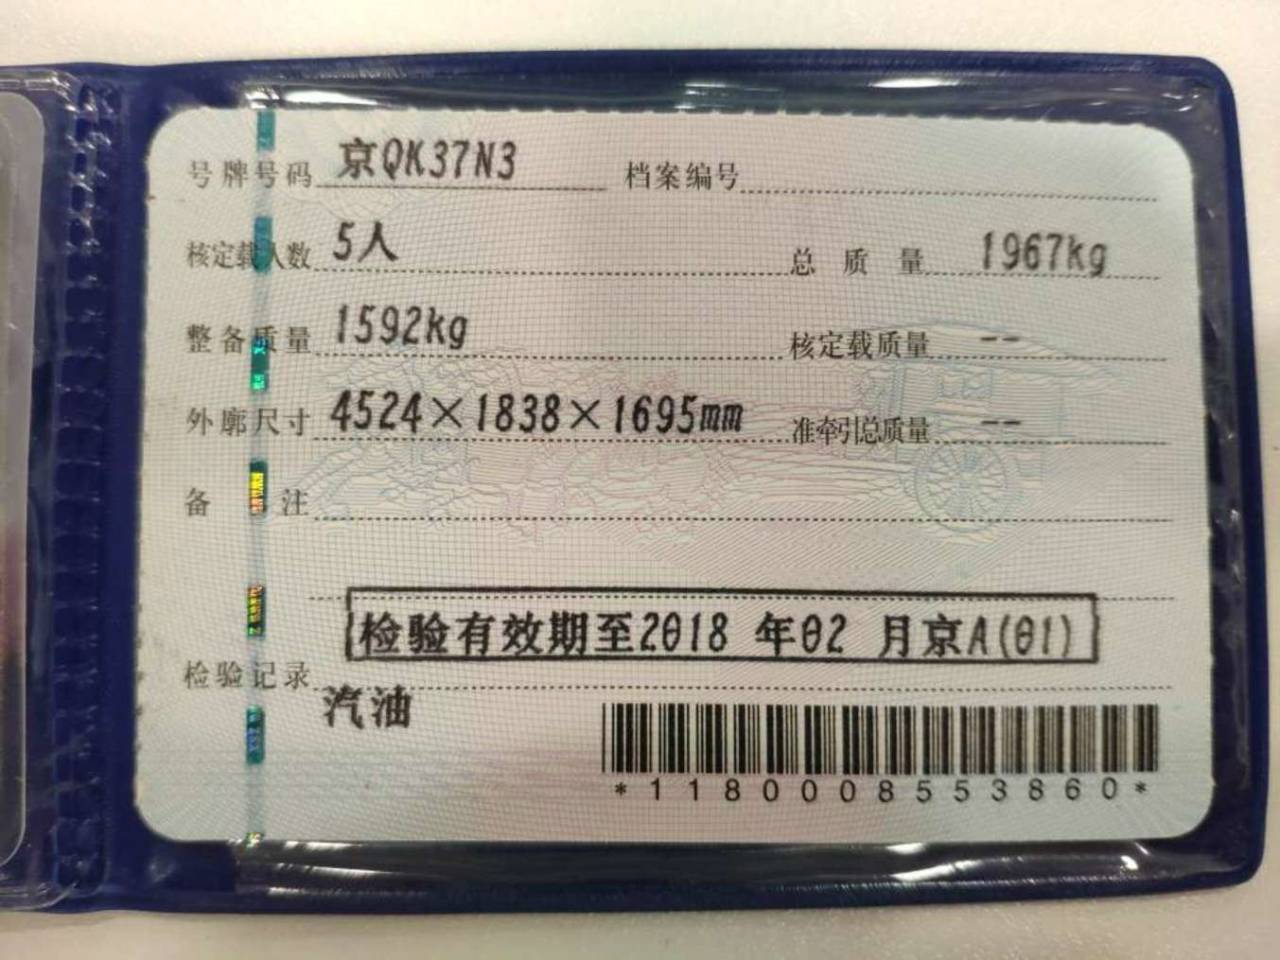 号牌号码 京QK37N3 档案编号
核定载人数 5人 总质量 1967kg
整备质量 1592kg 核定载质量 --
外廓尺寸 4524×1838×1695mm 准牵引总质量 --
备注
检验有效期至2018 年02 月京A(01)
检验记录
汽油
*1180008553860*